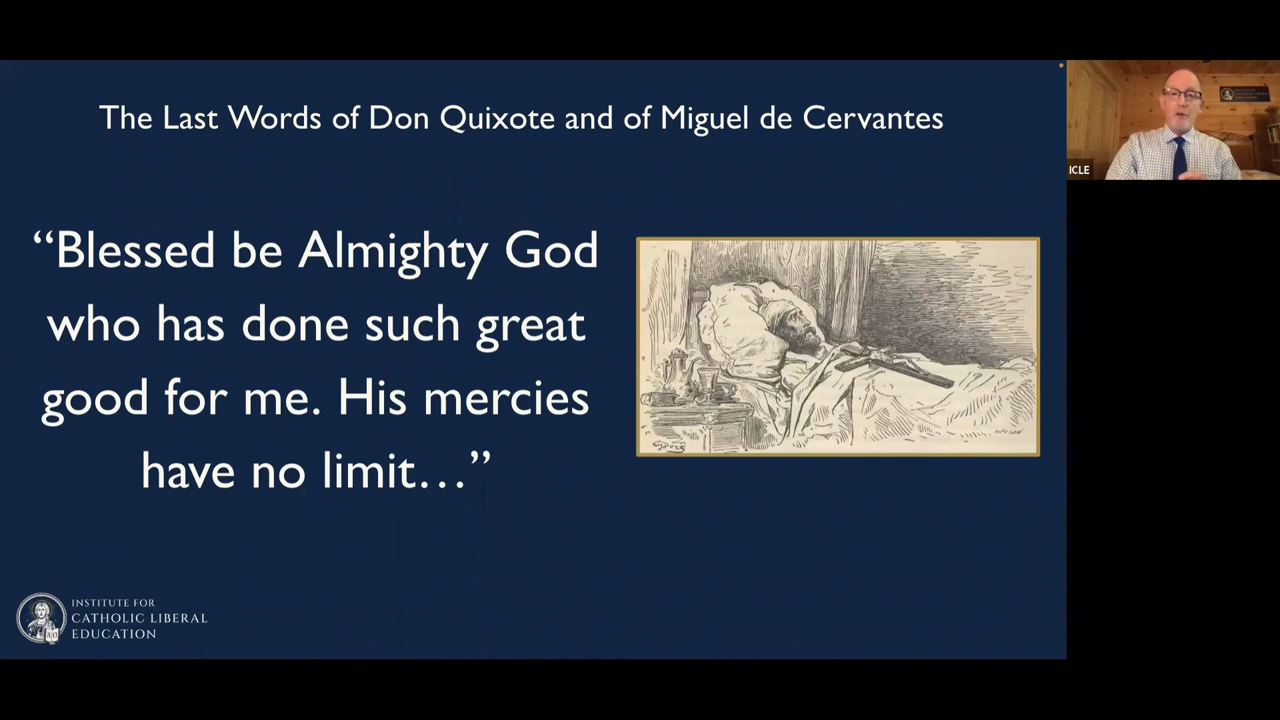 The Last Words of Don Quixote and of Miguel de Cervantes
“Blessed be Almighty God
who has done such great
good for me. His mercies
have no limit…”
INSTITUTE FOR
CATHOLIC LIBERAL
EDUCATION
ICLE